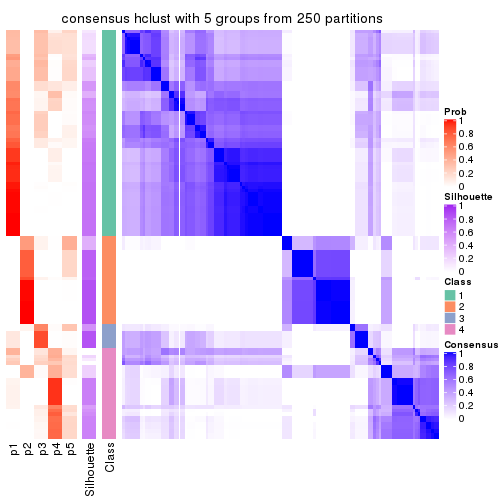 consensus hclust with 5 groups from 250 partitions
Prob
1
0.8
0.6
0.4
0.2
0
Silhouette
1
0.8
0.6
0.4
0.2
0
Class
1
2
3
4
Consensus
1
0.8
0.6
0.4
0.2
0
p1
p2
p3
p4
p5
Silhouette
Class